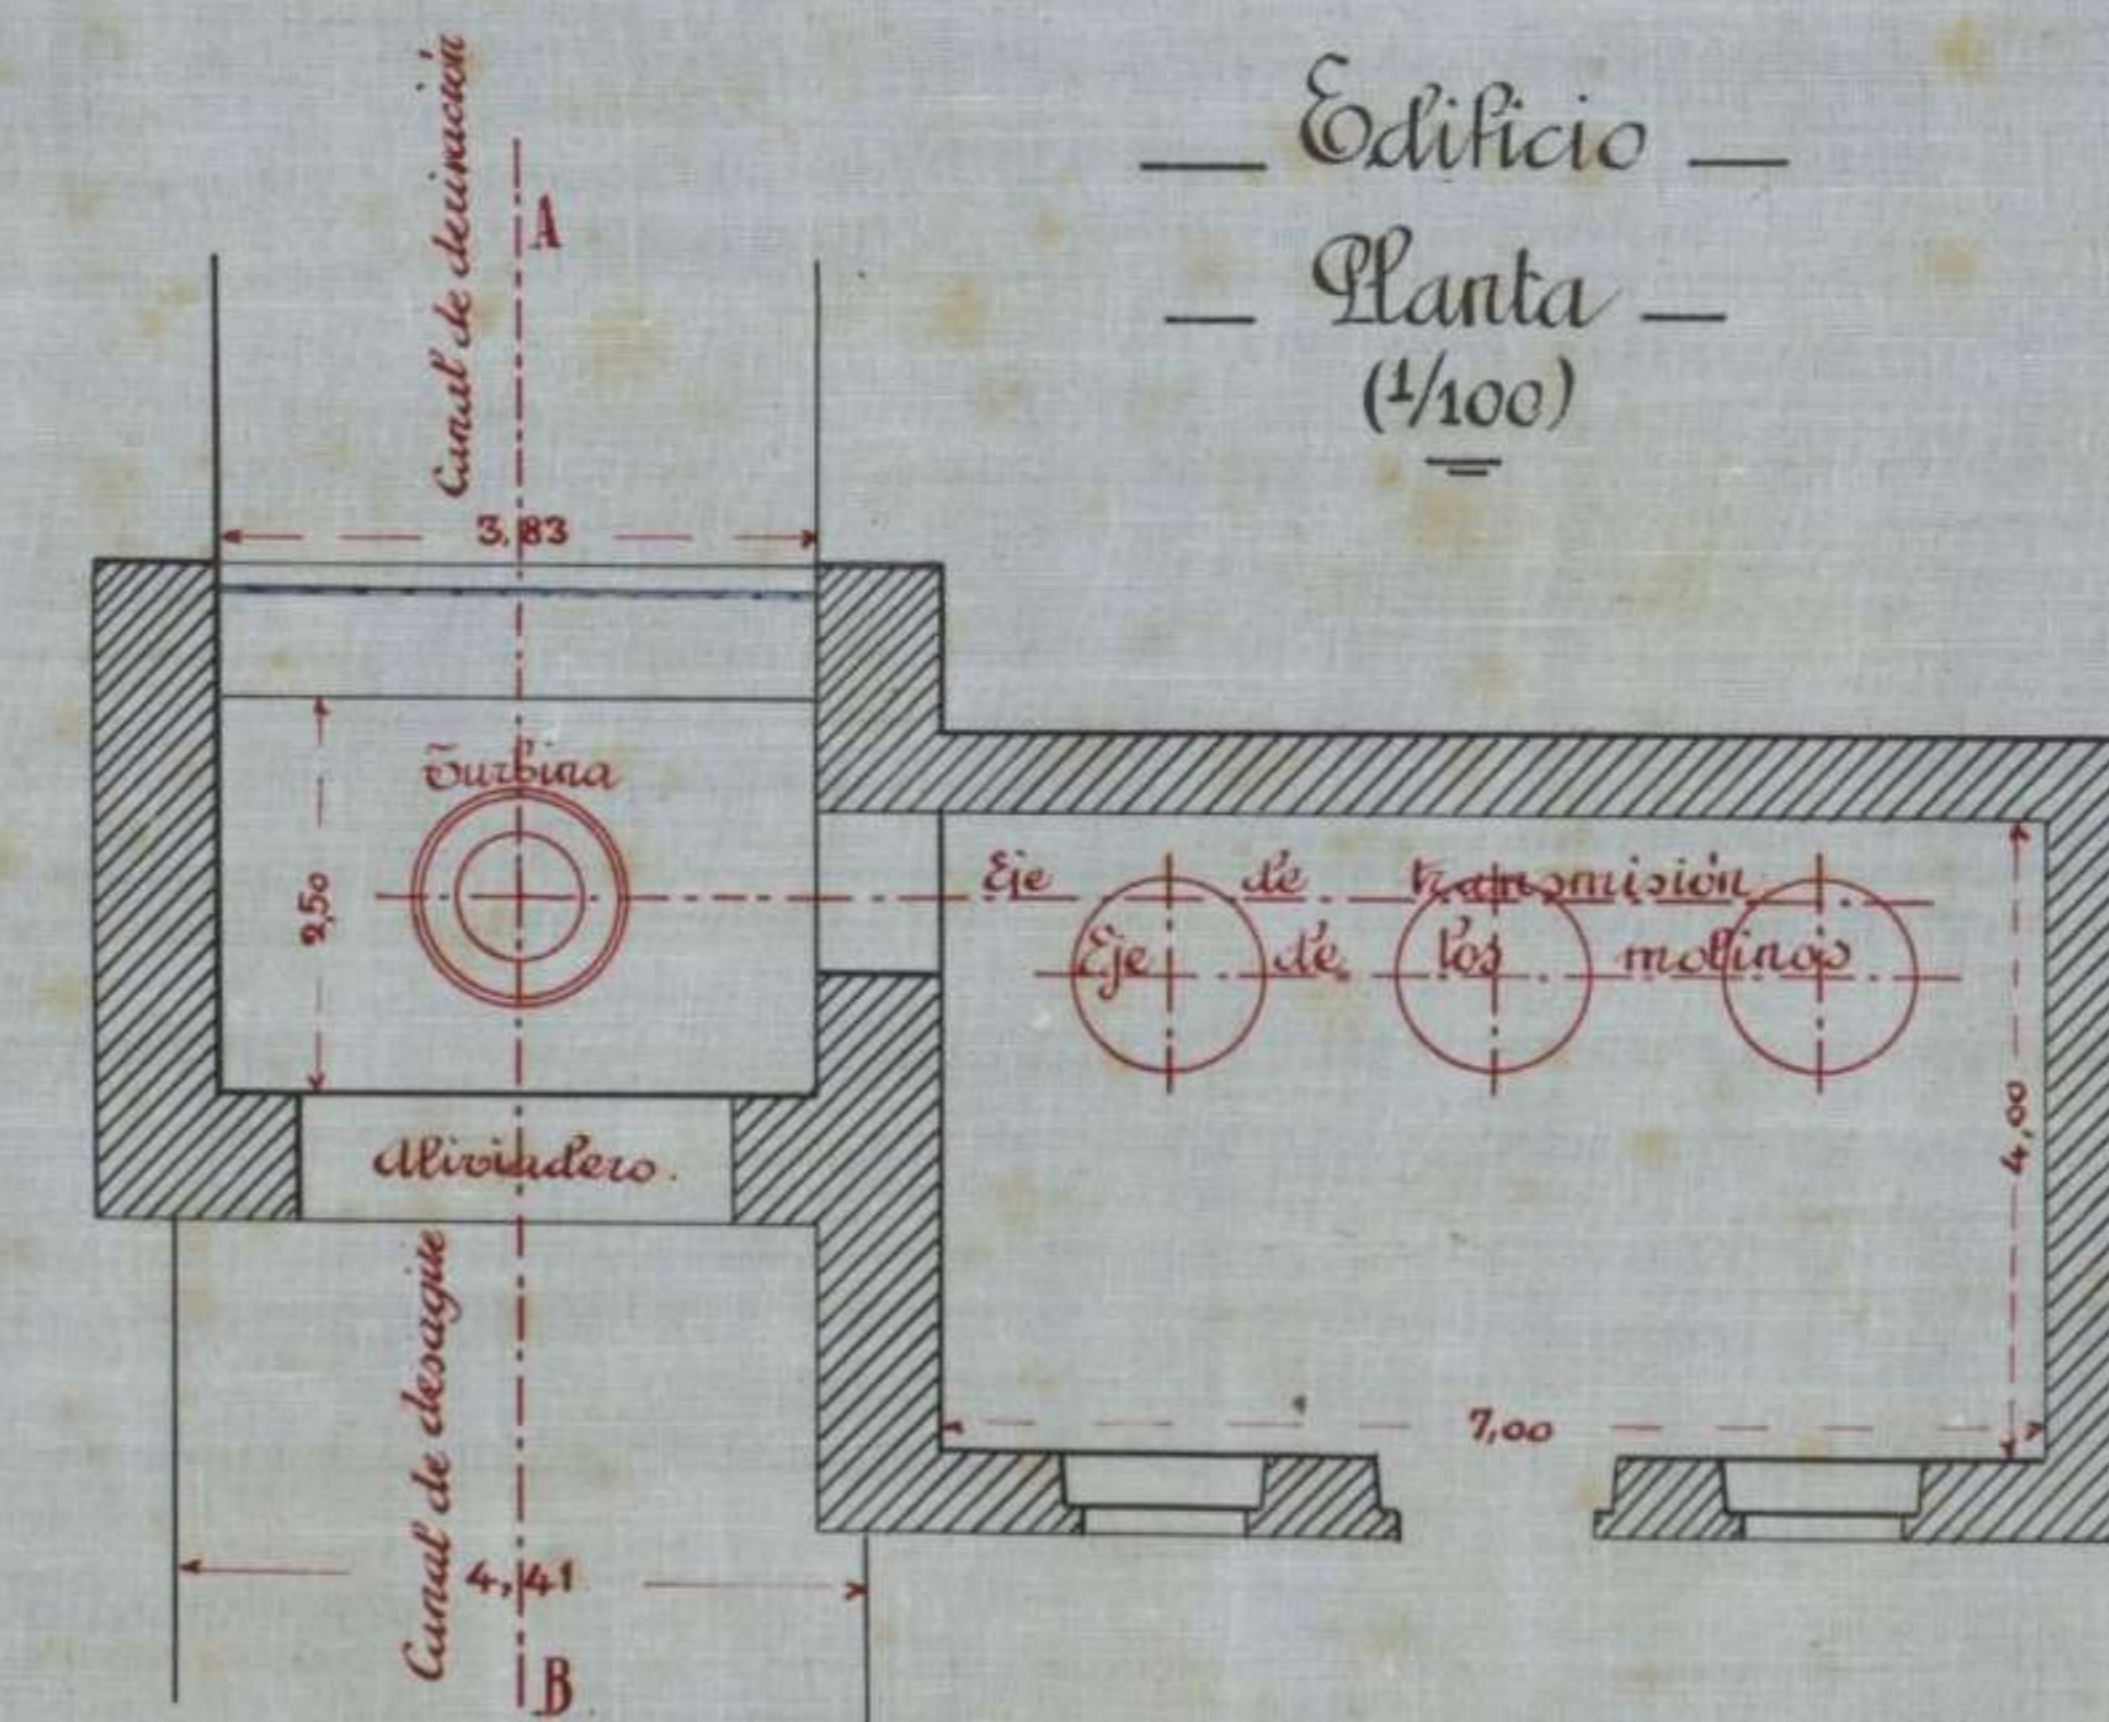 Edificio
Planta
(1/100)
Canal de derivación
A
3,83
Turbina
2,50
Eje de transmisión
Eje de los molinos
4,00
Aliviadero.
Canal de desagüe
7,00
4,41
B